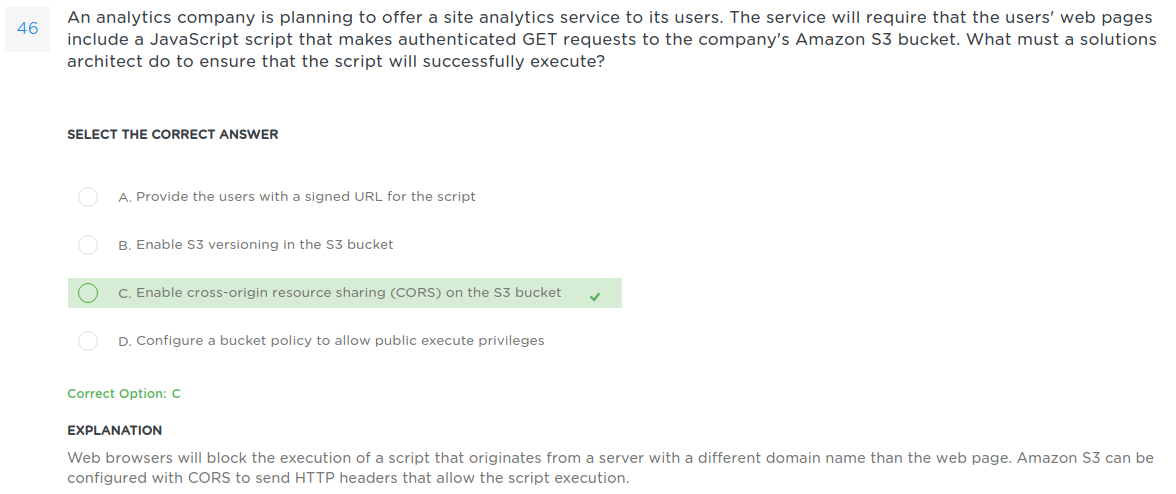 46
An analytics company is planning to offer a site analytics service to its users. The service will require that the users' web pages
include a JavaScript script that makes authenticated GET requests to the company's Amazon S3 bucket. What must a solutions
architect do to ensure that the script will successfully execute?
SELECT THE CORRECT ANSWER
A. Provide the users with a signed URL for the script
B. Enable S3 versioning in the S3 bucket
C. Enable cross-origin resource sharing (CORS) on the S3 bucket
D. Configure a bucket policy to allow public execute privileges
Correct Option: C
EXPLANATION
Web browsers will block the execution of a script that originates from a server with a different domain name than the web page. Amazon S3 can be
configured with CORS to send HTTP headers that allow the script execution.